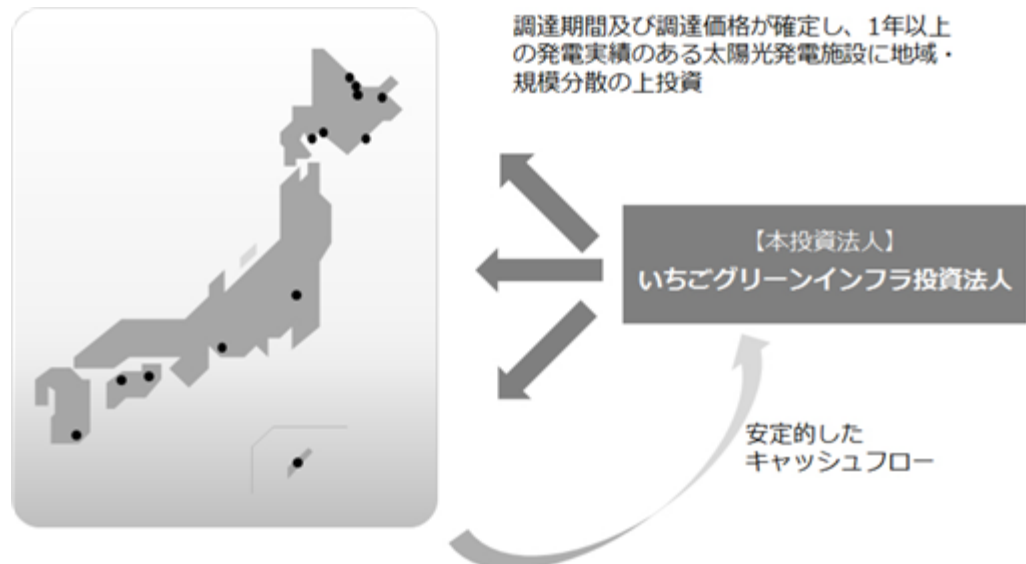 調達期間及び調達価格が確定し、1年以上
の発電実績のある太陽光発電施設に地域・
規模分散の上投資
【本投資法人】
いちごグリーンインフラ投資法人
安定的した
キャッシュフロー